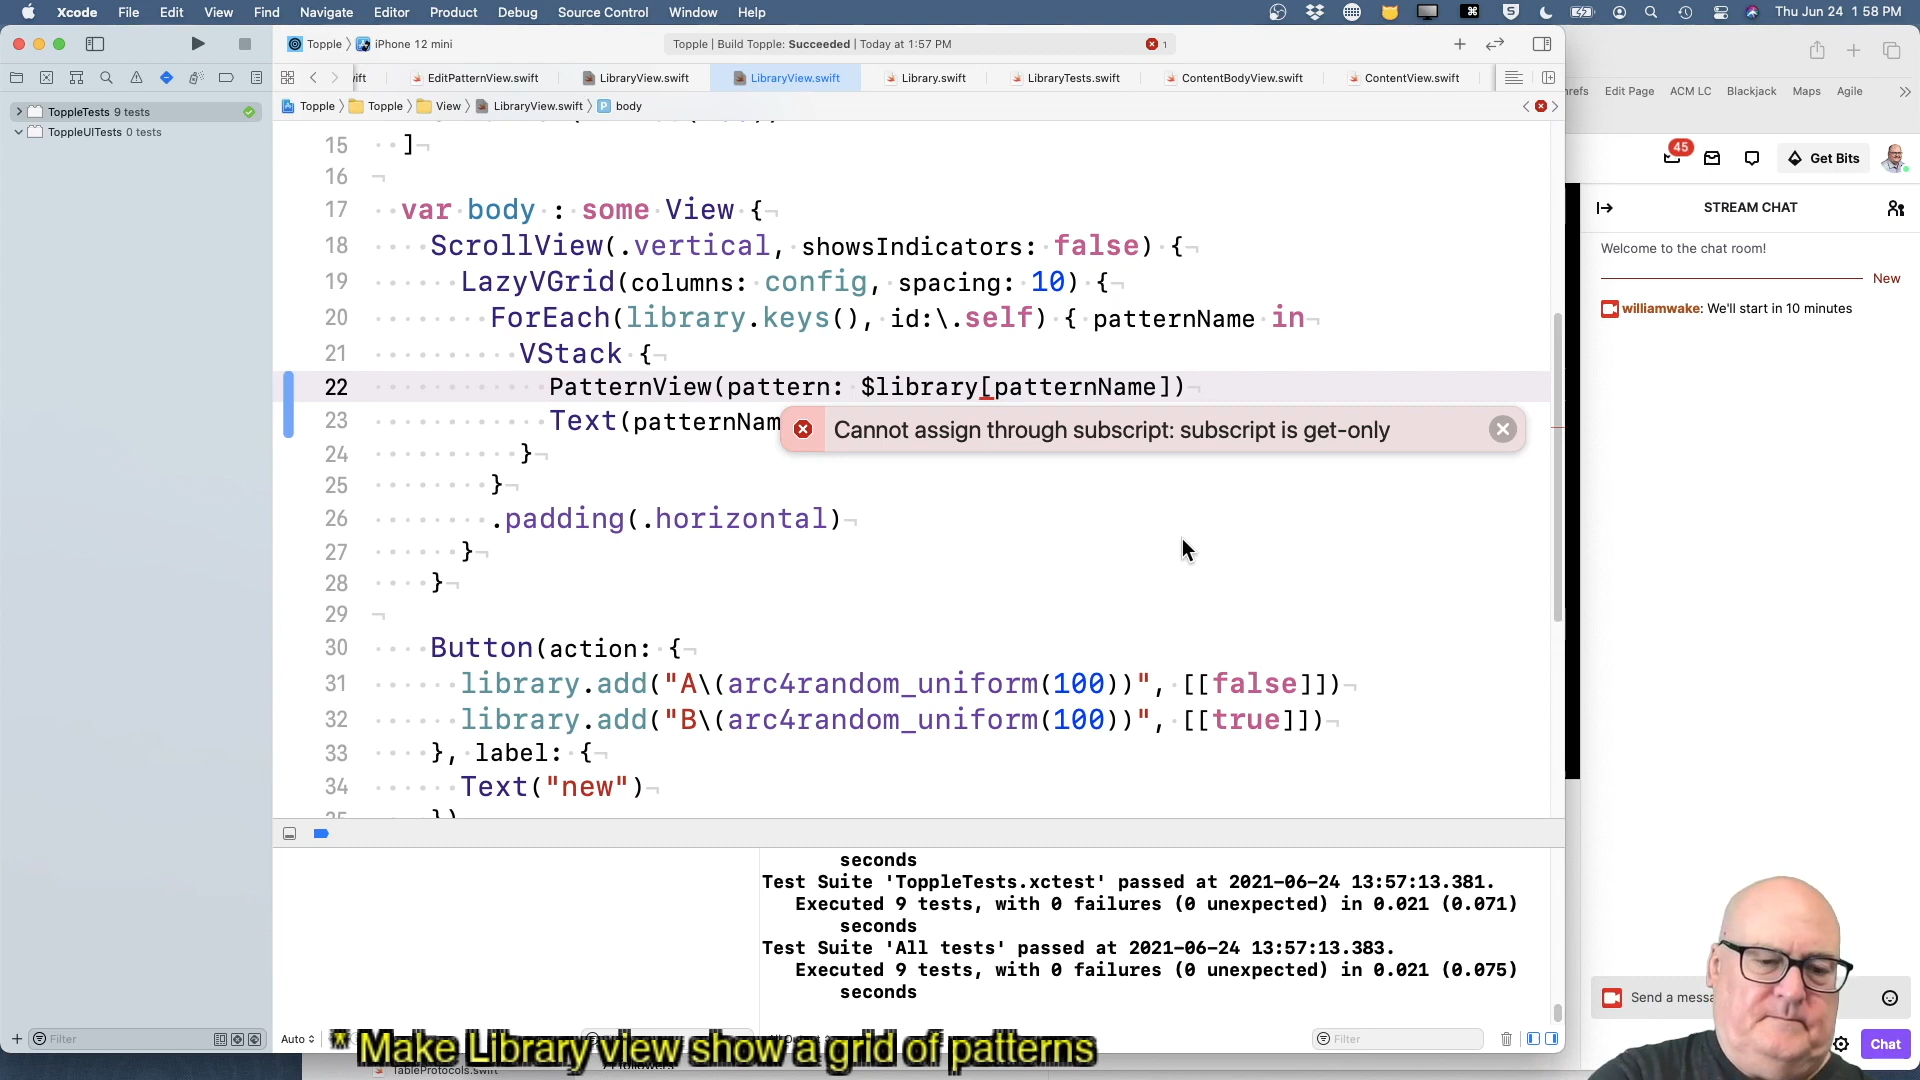 Xcode File Edit View Find Navigate Editor Product Debug Source Control Window Help
Thu Jun 24 1 58 PM
Topple iPhone 12 mini
Topple | Build Topple: Succeeded | Today at 1:57 PM
1
ift EditPatternView.swift LibraryView.swift LibraryView.swift Library.swift LibraryTests.swift ContentBodyView.swift ContentView.swift
Topple Topple View LibraryView.swift P body
hrefs Edit Page ACM LC Blackjack Maps Agile
ToppleTests 9 tests
ToppleUITests 0 tests
15 ]
16
17 var body : some View {
18 ScrollView(.vertical, showsIndicators: false) {
19 LazyVGrid(columns: config, spacing: 10) {
20 ForEach(library.keys(), id:\.self) { patternName in
21 VStack {
22 PatternView(pattern: $library[patternName])
23 Text(patternNam
Cannot assign through subscript: subscript is get-only
24 }
25 }
26 .padding(.horizontal)
27 }
28 }
29
30 Button(action: {
31 library.add("A\(arc4random_uniform(100))", [[false]])
32 library.add("B\(arc4random_uniform(100))", [[true]])
33 }, label: {
34 Text("new")
35 })
seconds
Test Suite 'ToppleTests.xctest' passed at 2021-06-24 13:57:13.381.
Executed 9 tests, with 0 failures (0 unexpected) in 0.021 (0.071)
seconds
Test Suite 'All tests' passed at 2021-06-24 13:57:13.383.
Executed 9 tests, with 0 failures (0 unexpected) in 0.021 (0.075)
seconds
Filter
Auto
Filter
* Make Library view show a grid of patterns
TableProtocols.swift
45
Get Bits
STREAM CHAT
Welcome to the chat room!
New
williamwake: We'll start in 10 minutes
Send a messa
Chat